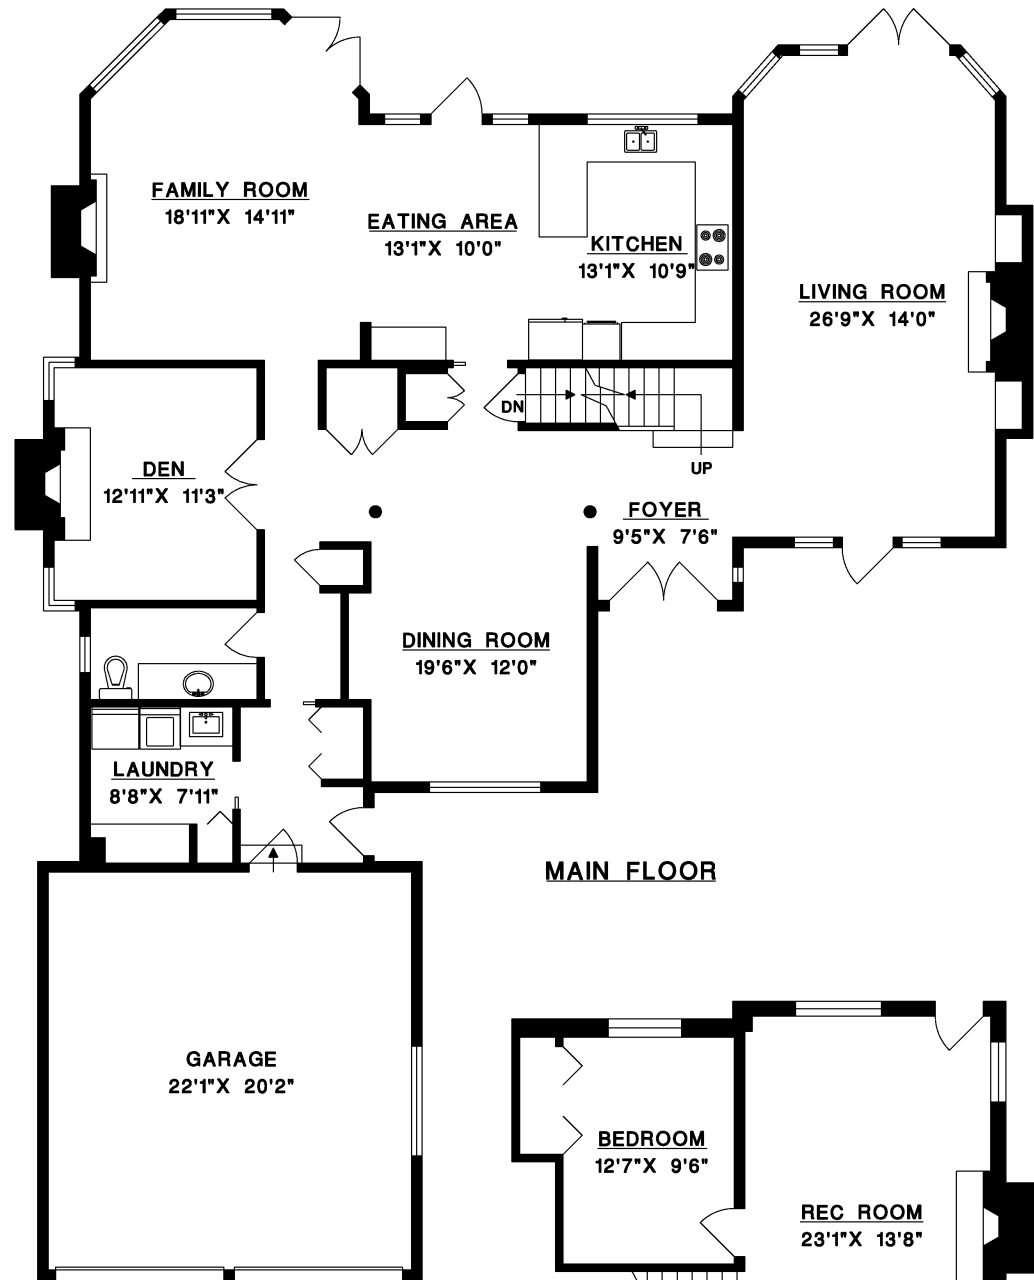 FAMILY ROOM
18'11"X 14'11"
EATING AREA
13'1"X 10'0"
KITCHEN
13'1"X 10'9"
LIVING ROOM
26'9"X 14'0"
DN
UP
DEN
12'11"X 11'3"
FOYER
9'5"X 7'6"
DINING ROOM
19'6"X 12'0"
LAUNDRY
8'8"X 7'11"
MAIN FLOOR
GARAGE
22'1"X 20'2"
BEDROOM
12'7"X 9'6"
REC ROOM
23'1"X 13'8"